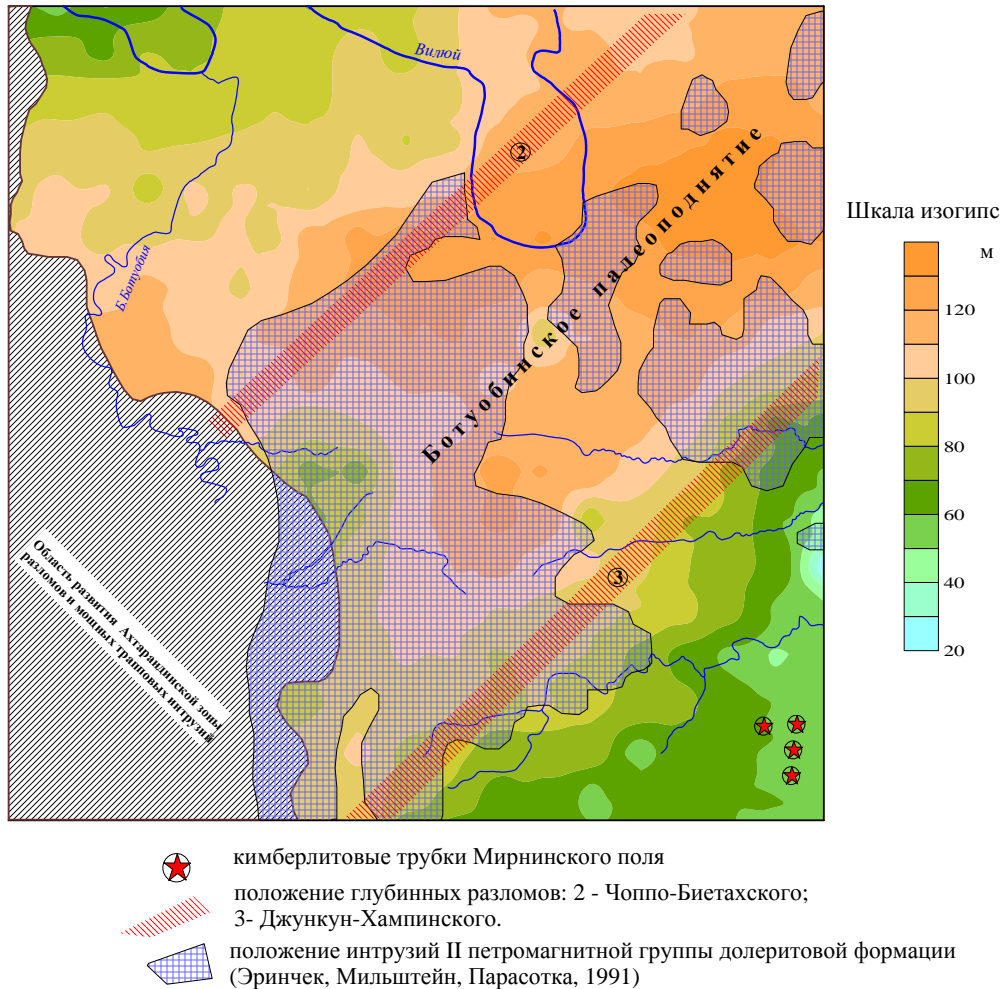 Вилюй
2
Б.Ботуобия
Ботуобинское палеоподнятие
3
Область развития Ахтарандинской зоны
разломов и мощных трапповых интрузий
Шкала изогипс
м
120
100
80
60
40
20
кимберлитовые трубки Мирнинского поля
положение глубинных разломов: 2 - Чоппо-Биетахского;
3- Джункун-Хампинского.
положение интрузий II петромагнитной группы долеритовой формации
(Эринчек, Мильштейн, Парасотка, 1991)